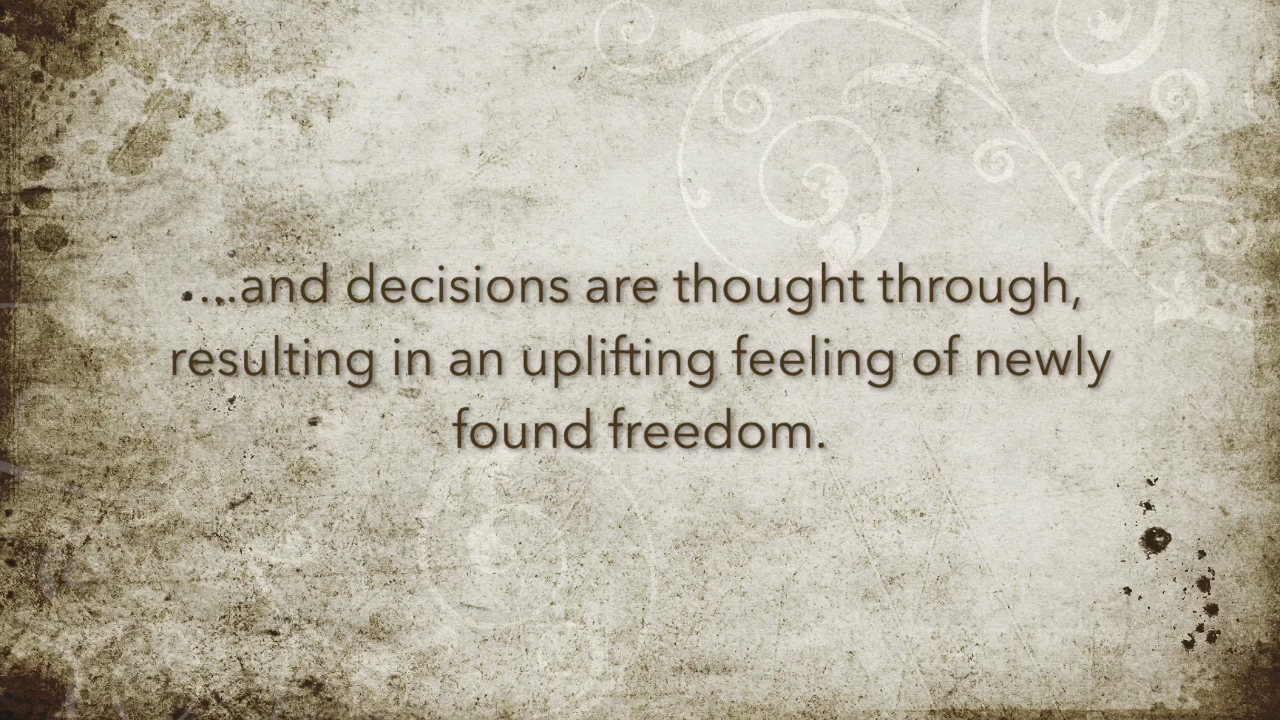 ....and decisions are thought through,
resulting in an uplifting feeling of newly
found freedom.